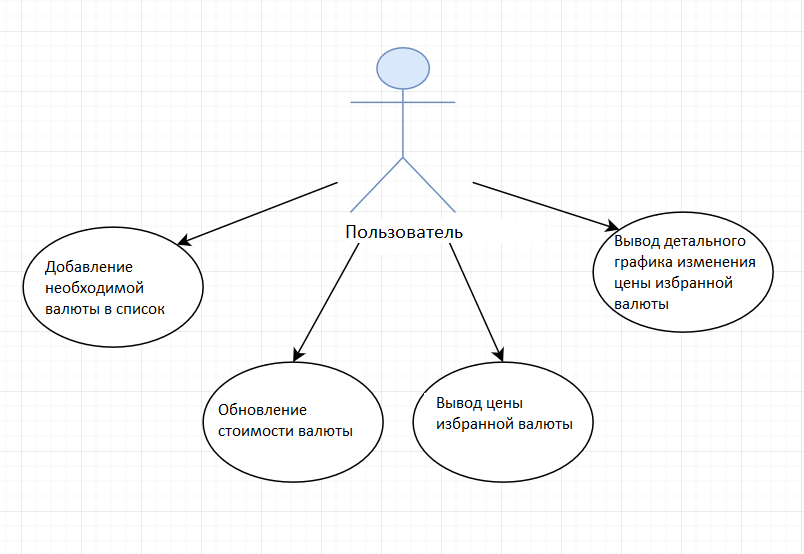 Пользователь
Добавление
необходимой
валюты в список
Обновление
стоимости валюты
Вывод цены
избранной валюты
Вывод детального
графика изменения
цены избранной
валюты